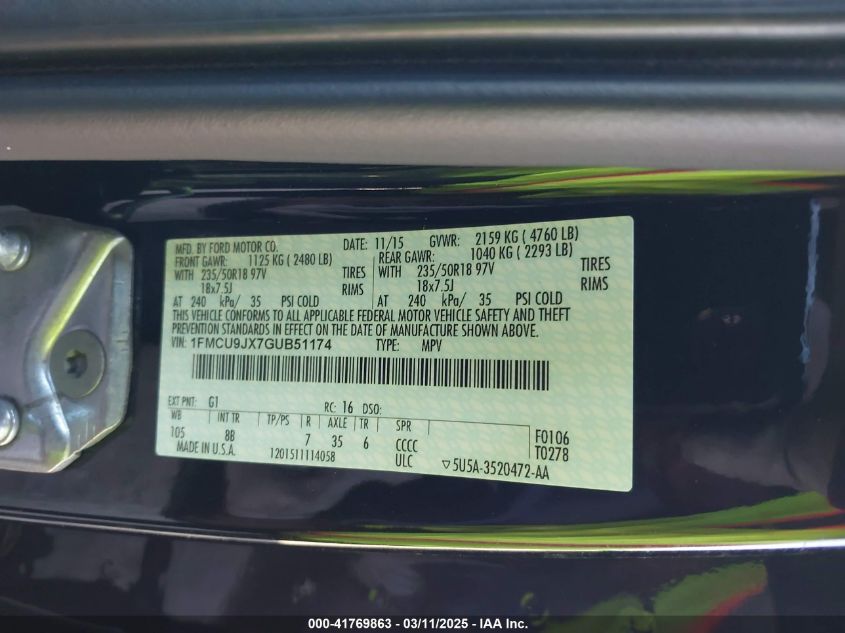 MFD. BY FORD MOTOR CO. DATE: 11/15 GVWR: 2159 KG ( 4760 LB)
FRONT GAWR: 1125 KG ( 2480 LB) REAR GAWR: 1040 KG ( 2293 LB)
WITH 235/50R18 97V TIRES WITH 235/50R18 97V TIRES
18x7.5J RIMS 18x7.5J RIMS
AT 240 kPa/ 35 PSI COLD AT 240 kPa/ 35 PSI COLD
THIS VEHICLE CONFORMS TO ALL APPLICABLE FEDERAL MOTOR VEHICLE SAFETY AND THEFT
PREVENTION STANDARDS IN EFFECT ON THE DATE OF MANUFACTURE SHOWN ABOVE.
VIN: 1FMCU9JX7GUB51174 TYPE: MPV
EXT PNT: G1 RC: 16 DSO:
WB INT TR TP/PS R AXLE TR SPR
105 8B 7 35 6 CCCC F0106
MADE IN U.S.A. 1201511114058 ULC ▽5U5A-3520472-AA T0278
000-41769863 - 03/11/2025 - IAA Inc.